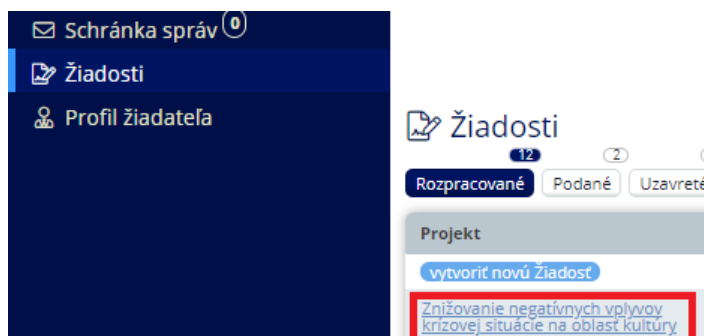 Schránka správ 0
Žiadosti
Profil žiadateľa
Žiadosti
12 2
Rozpracované Podané Uzavreté
Projekt
vytvoriť novú Žiadosť
Znižovanie negatívnych vplyvov
krízovej situácie na oblasť kultúry